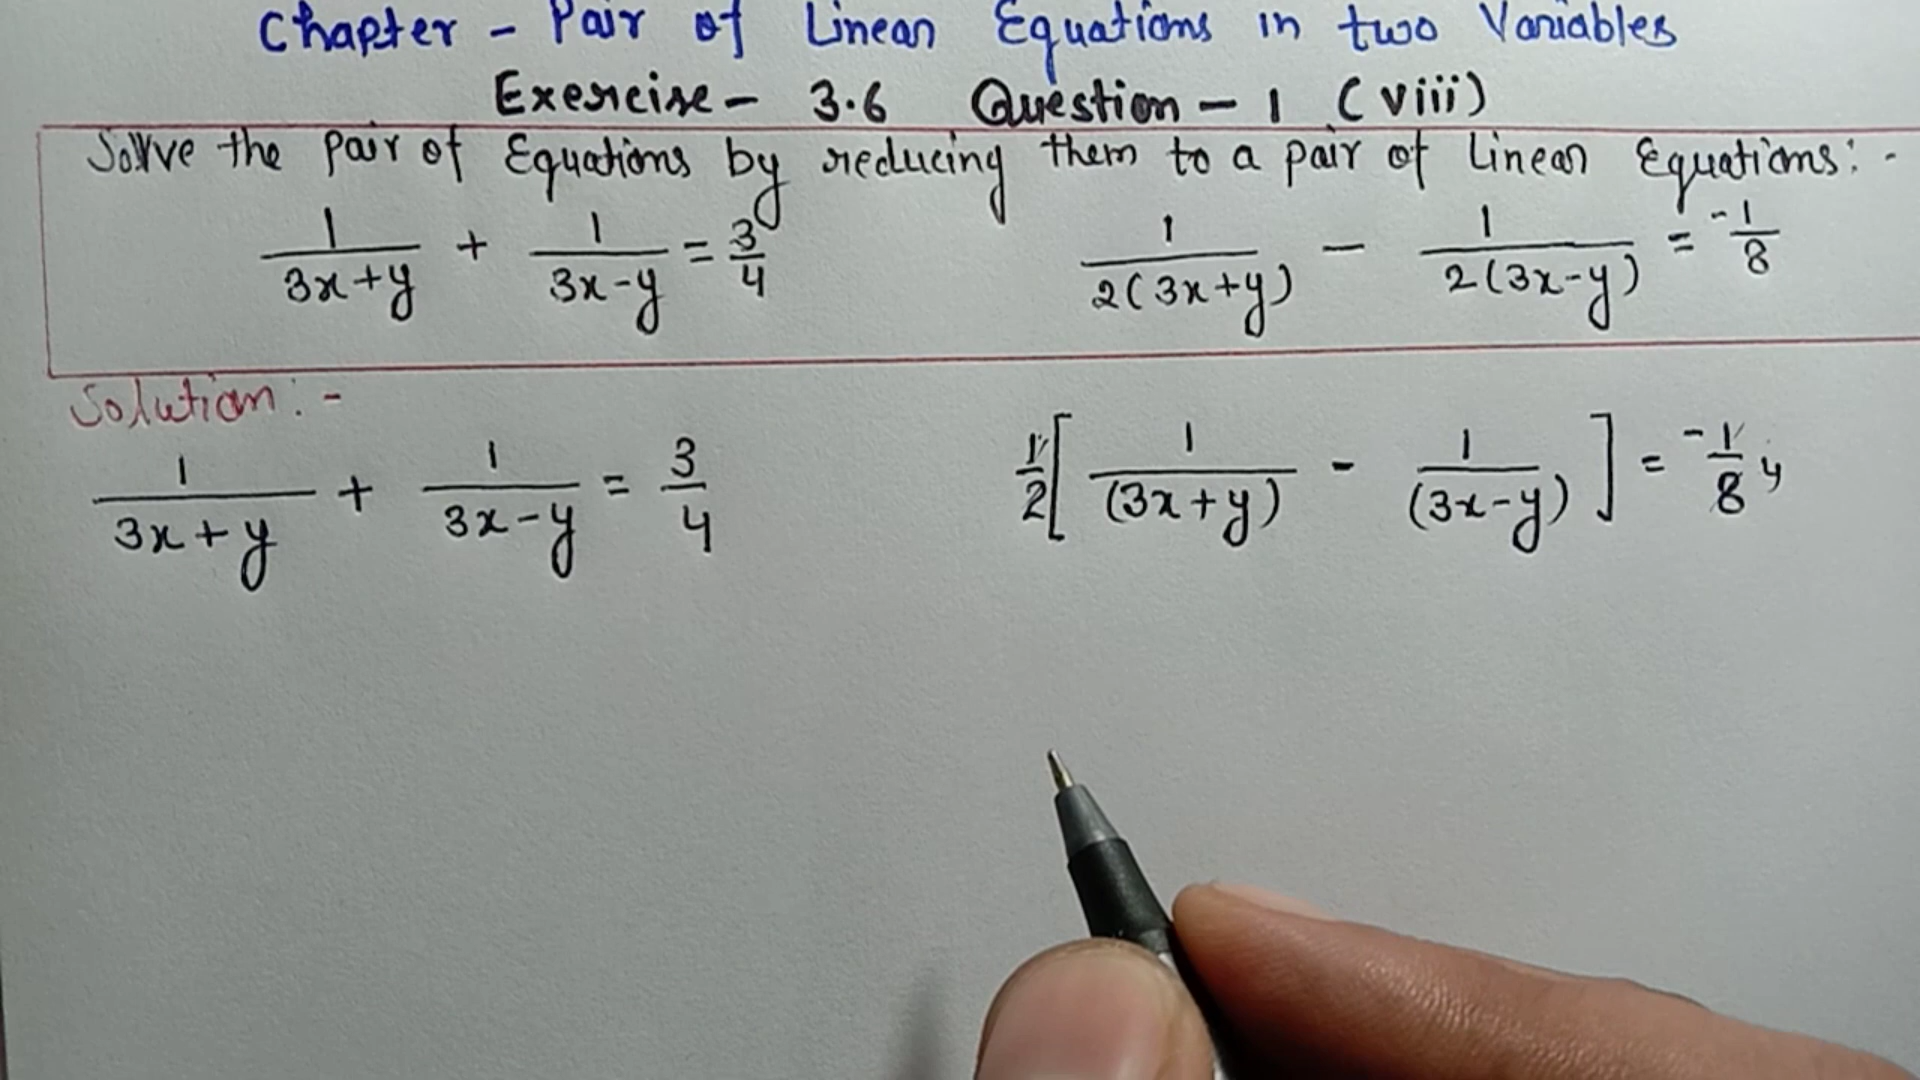 Chapter - Pair of Linear Equations in two Variables
Exercise - 3.6 Question - 1 (viii)
Solve the pair of Equations by reducing them to a pair of Linear Equations: -
1/(3x+y) + 1/(3x-y) = 3/4    1/(2(3x+y)) - 1/(2(3x-y)) = -1/8
Solution: -
1/(3x+y) + 1/(3x-y) = 3/4    1/2[1/(3x+y) - 1/(3x-y)] = -1/8 4